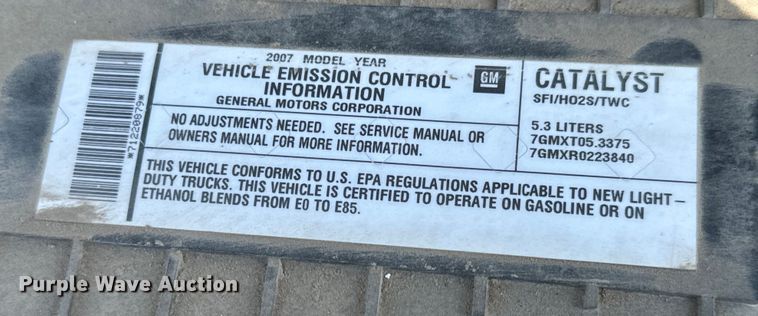 2007 MODEL YEAR
VEHICLE EMISSION CONTROL
INFORMATION
GENERAL MOTORS CORPORATION
GM
CATALYST
SFI/HO2S/TWC
NO ADJUSTMENTS NEEDED. SEE SERVICE MANUAL OR
OWNERS MANUAL FOR MORE INFORMATION.
5.3 LITERS
7GMXT05.3375
7GMXR0223840
THIS VEHICLE CONFORMS TO U.S. EPA REGULATIONS APPLICABLE TO NEW LIGHT-
DUTY TRUCKS. THIS VEHICLE IS CERTIFIED TO OPERATE ON GASOLINE OR ON
ETHANOL BLENDS FROM E0 TO E85.
*71220879*
Purple Wave Auction